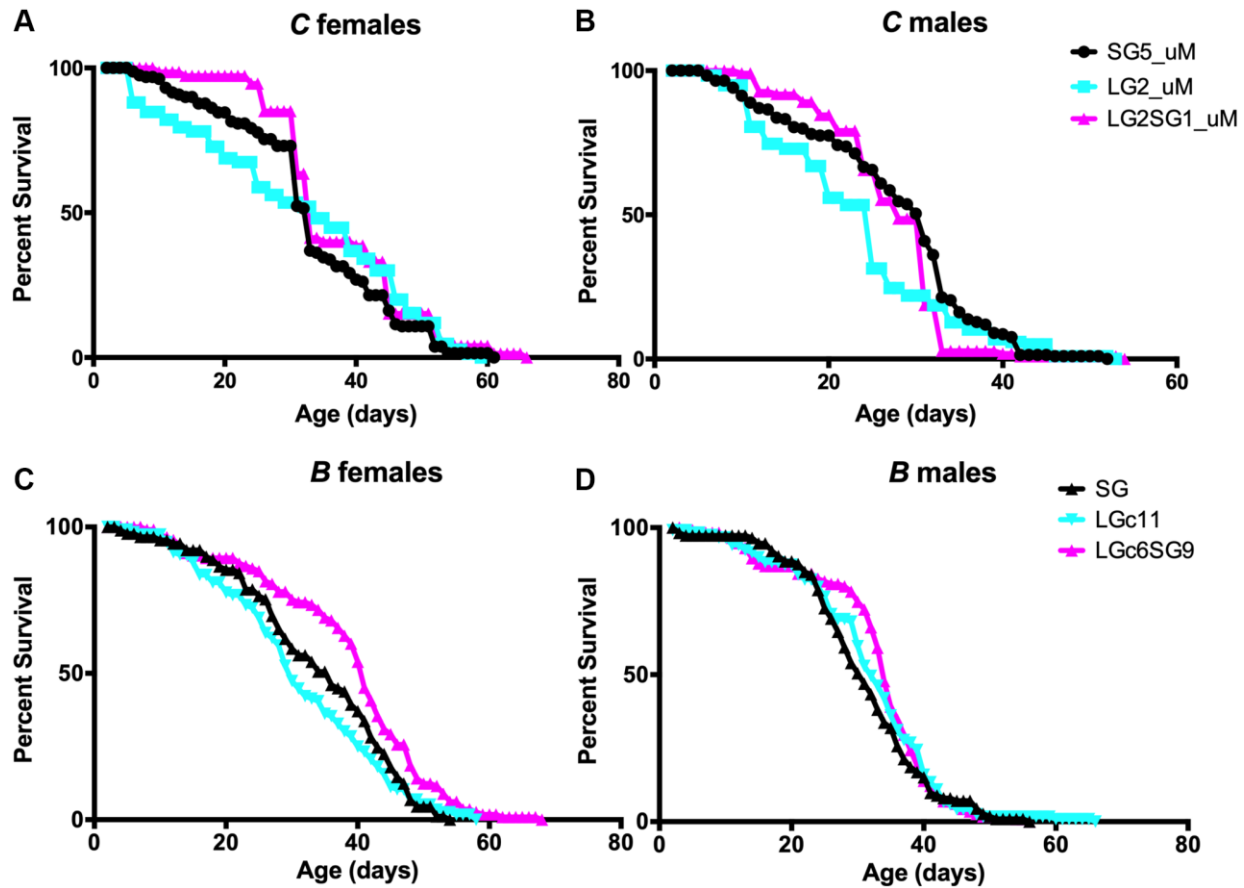 A
C females
Percent Survival
100
50
0
0
20
40
60
80
Age (days)
B
C males
Percent Survival
100
50
0
0
20
40
60
Age (days)
SG5_uM
LG2_uM
LG2SG1_uM
C
B females
Percent Survival
100
50
0
0
20
40
60
80
Age (days)
D
B males
Percent Survival
100
50
0
0
20
40
60
80
Age (days)
SG
LGc11
LGc6SG9